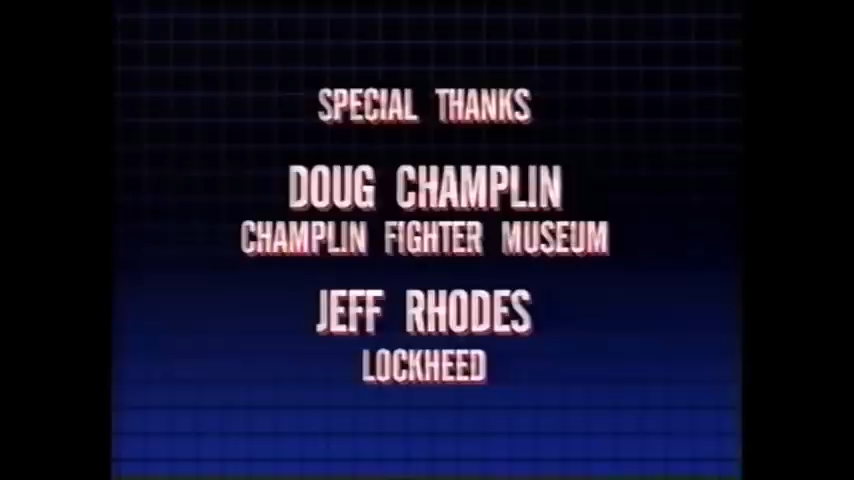 SPECIAL THANKS
DOUG CHAMPLIN
CHAMPLIN FIGHTER MUSEUM
JEFF RHODES
LOCKHEED